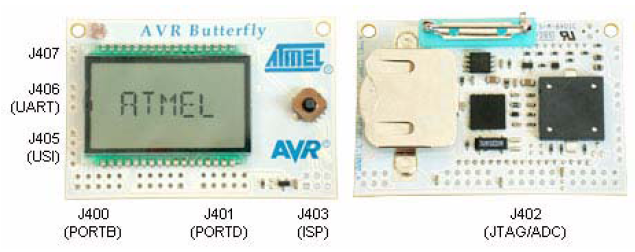 AVR Butterfly
J407
ATMEL
J406
(UART)
ATMEL
J405
(USI)
AVR
J400
(PORTB)
J401
(PORTD)
J403
(ISP)
J402
(JTAG/ADC)